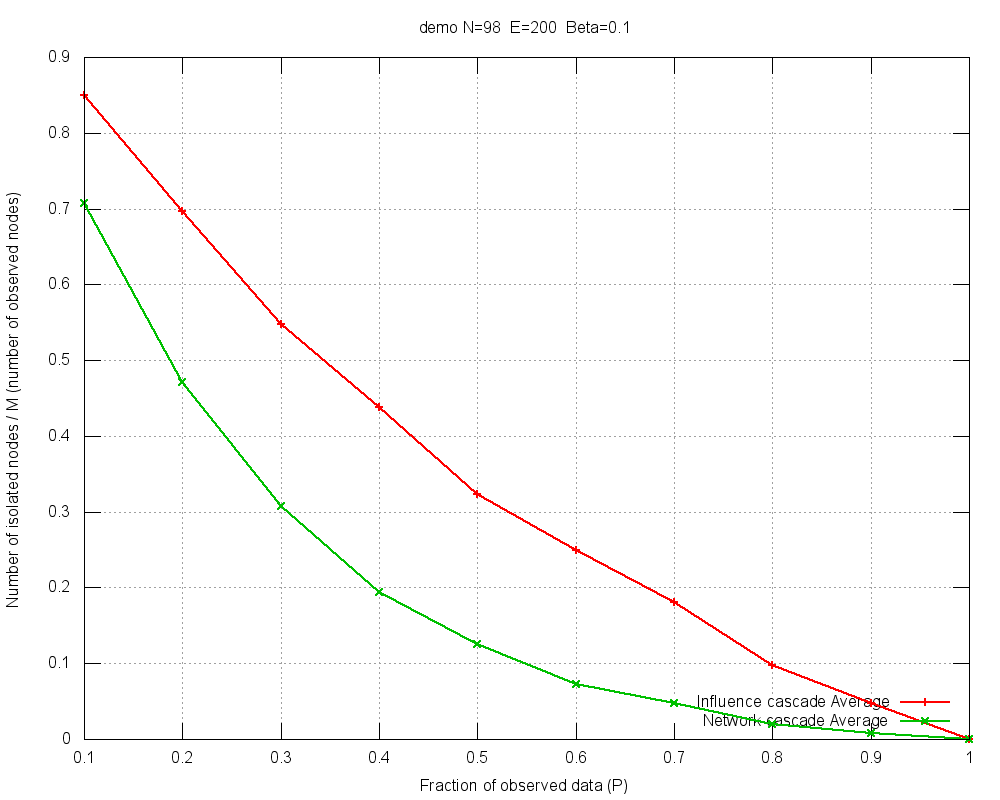 demo N=98 E=200 Beta=0.1
0.9
0.8
0.7
0.6
0.5
0.4
0.3
0.2
0.1
0
Number of isolated nodes / M (number of observed nodes)
Influence cascade Average
Network cascade Average
0.1 0.2 0.3 0.4 0.5 0.6 0.7 0.8 0.9 1
Fraction of observed data (P)